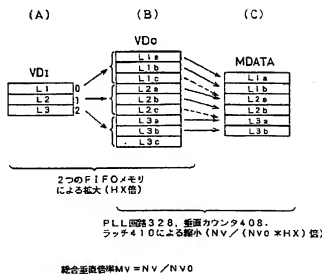 (A) (B) (C)
VDI VDO MDATA
L1 0
L2 1
L3 2
L1a
L1b
L1c
L2a
L2b
L2c
L3a
L3b
L3c
L1a
L1b
L2a
L2b
L3a
L3b
2つのFIFOメモリ
による拡大(HX倍)
PLL回路328,垂直カウンタ408,
ラッチ410による縮小(NV/(NVO*HX)倍)
総合垂直倍率MV=NV/NVO